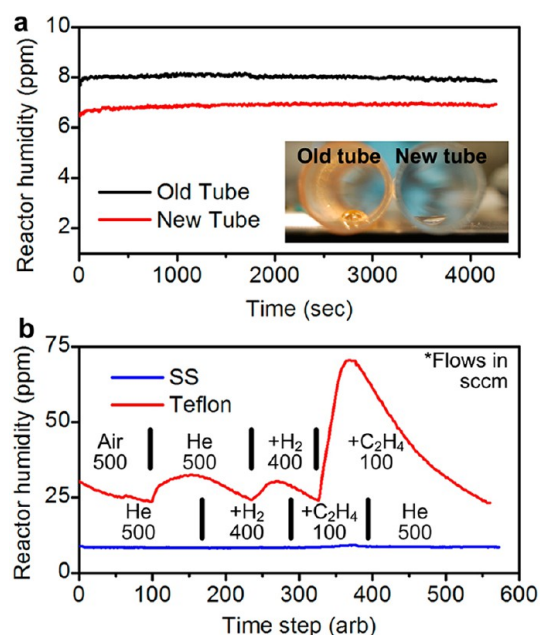 a
Reactor humidity (ppm)
10
8
6
4
2
Old tube New tube
Old Tube
New Tube
0 1000 2000 3000 4000
Time (sec)
b
Reactor humidity (ppm)
75
50
25
0
SS
Teflon
*Flows in
sccm
Air
500
He
500
+H2
400
+C2H4
100
He
500
+H2
400
+C2H4
100
He
500
0 100 200 300 400 500 600
Time step (arb)